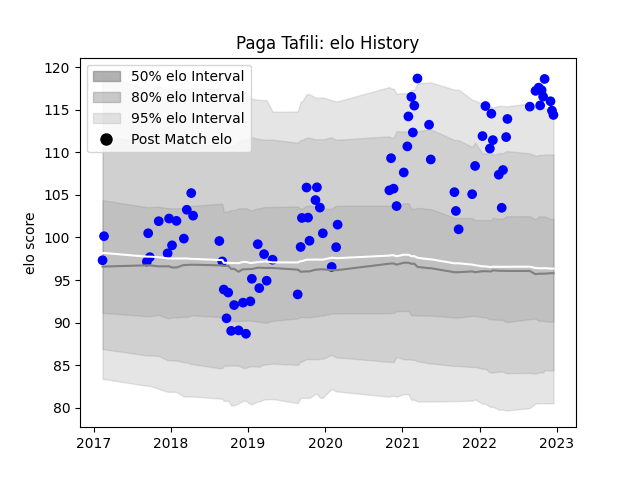 Paga Tafili: elo History
50% elo Interval
80% elo Interval
95% elo Interval
Post Match elo
elo score
120
115
110
105
100
95
90
85
80
2017
2018
2019
2020
2021
2022
2023